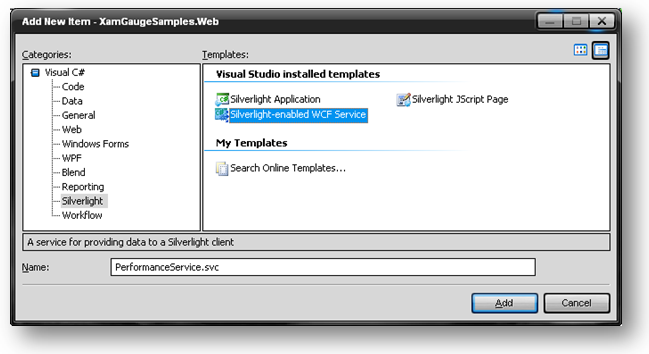 Add New Item - XamGaugeSamples.Web
Categories:
Templates:
Visual C#
Code
Data
General
Web
Windows Forms
WPF
Blend
Reporting
Silverlight
Workflow
Visual Studio installed templates
Silverlight Application
Silverlight JScript Page
Silverlight-enabled WCF Service
My Templates
Search Online Templates...
A service for providing data to a Silverlight client
Name:
PerformanceService.svc
Add
Cancel